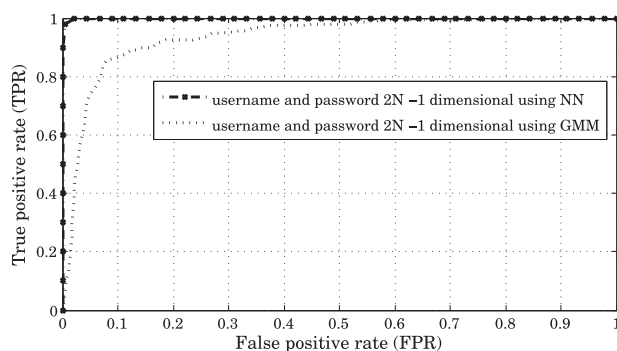 1
0.8
0.6
0.4
0.2
0
True positive rate (TPR)
username and password 2N −1 dimensional using NN
username and password 2N −1 dimensional using GMM
0 0.1 0.2 0.3 0.4 0.5 0.6 0.7 0.8 0.9 1
False positive rate (FPR)